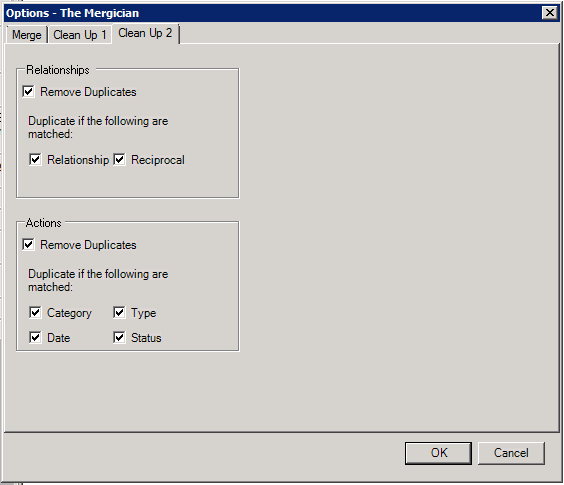 Options - The Mergician
Merge Clean Up 1 Clean Up 2
Relationships
Remove Duplicates
Duplicate if the following are
matched:
Relationship Reciprocal
Actions
Remove Duplicates
Duplicate if the following are
matched:
Category Type
Date Status
OK Cancel